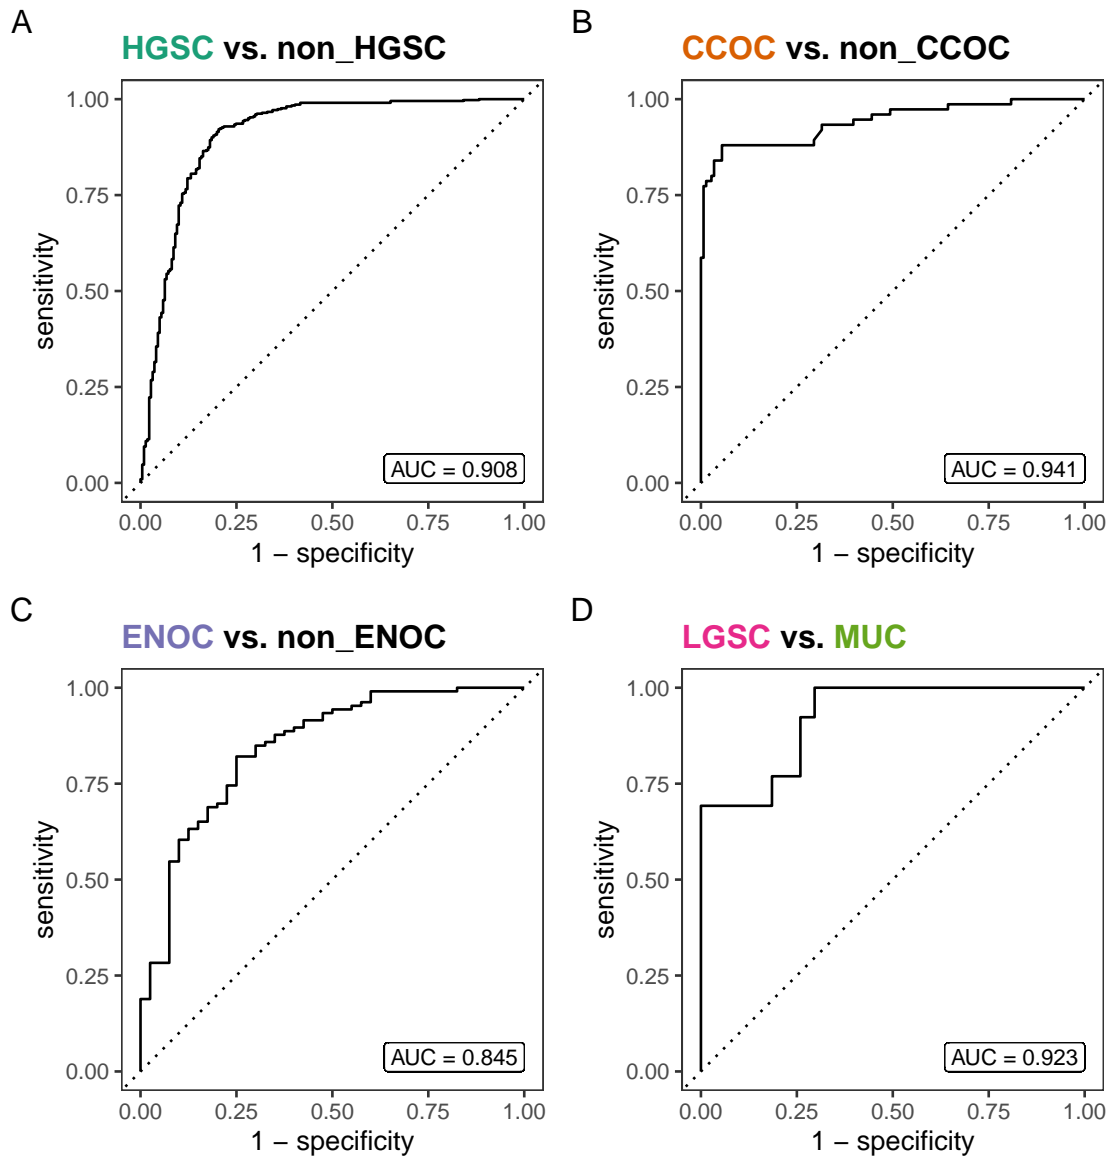 A
HGSC vs. non_HGSC
sensitivity
1.00
0.75
0.50
0.25
0.00
AUC = 0.908
0.00 0.25 0.50 0.75 1.00
1 − specificity
B
CCOC vs. non_CCOC
sensitivity
1.00
0.75
0.50
0.25
0.00
AUC = 0.941
0.00 0.25 0.50 0.75 1.00
1 − specificity
C
ENOC vs. non_ENOC
sensitivity
1.00
0.75
0.50
0.25
0.00
AUC = 0.845
0.00 0.25 0.50 0.75 1.00
1 − specificity
D
LGSC vs. MUC
sensitivity
1.00
0.75
0.50
0.25
0.00
AUC = 0.923
0.00 0.25 0.50 0.75 1.00
1 − specificity